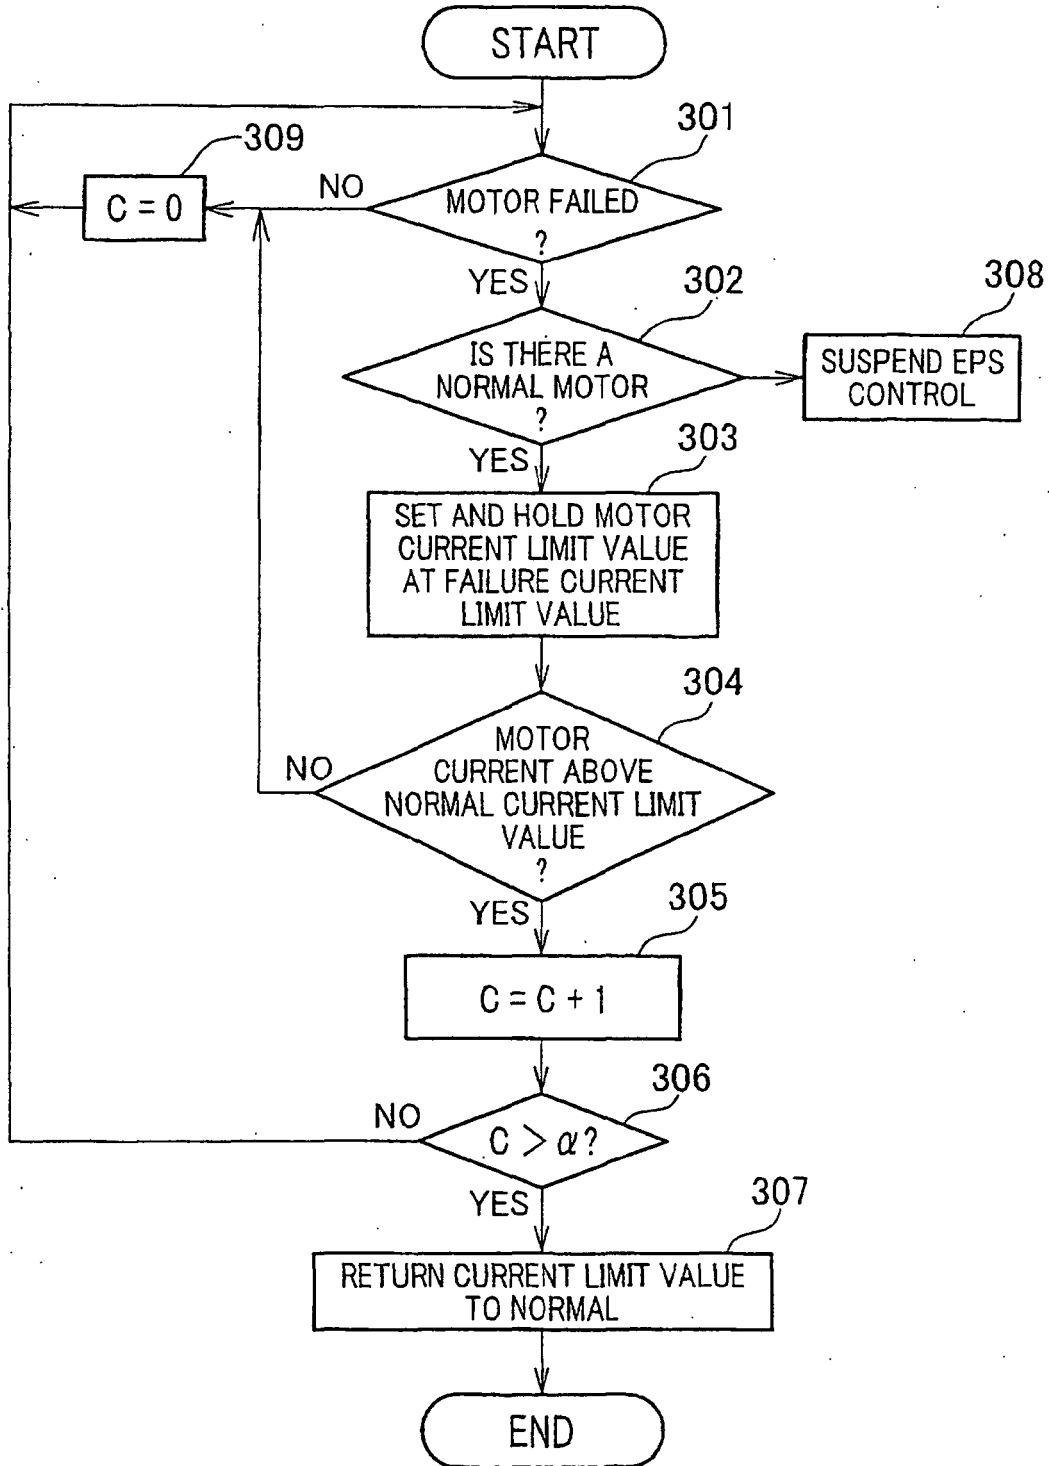 START
301
309
NO
MOTOR FAILED
?
C = 0
YES
302
308
IS THERE A
NORMAL MOTOR
?
SUSPEND EPS
CONTROL
YES
303
SET AND HOLD MOTOR
CURRENT LIMIT VALUE
AT FAILURE CURRENT
LIMIT VALUE
304
NO
MOTOR
CURRENT ABOVE
NORMAL CURRENT LIMIT
VALUE
?
YES
305
C = C + 1
306
NO
C > α?
YES
307
RETURN CURRENT LIMIT VALUE
TO NORMAL
END